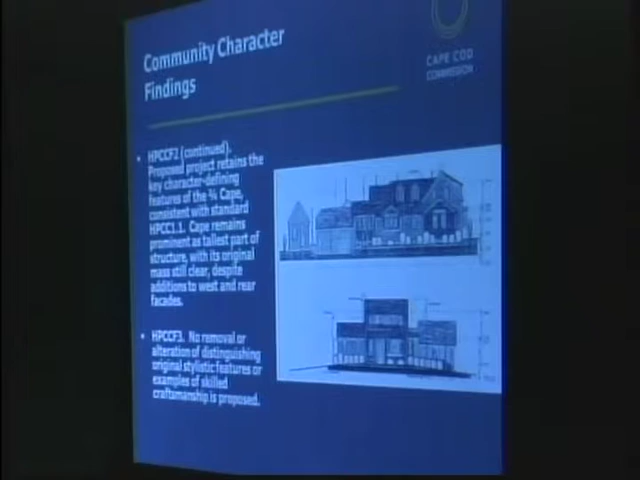 Community Character
Findings
CAPE COD
COMMISSION
• HPCCF2 (continued).
Proposed project retains the
key character-defining
features of the ¾ Cape,
consistent with standard
HPCC1.1. Cape remains
prominent as tallest part of
structure, with its original
mass still clear, despite
additions to west and rear
facades.
• HPCCF3. No removal or
alteration of distinguishing
original stylistic features or
examples of skilled
craftsmanship is proposed.